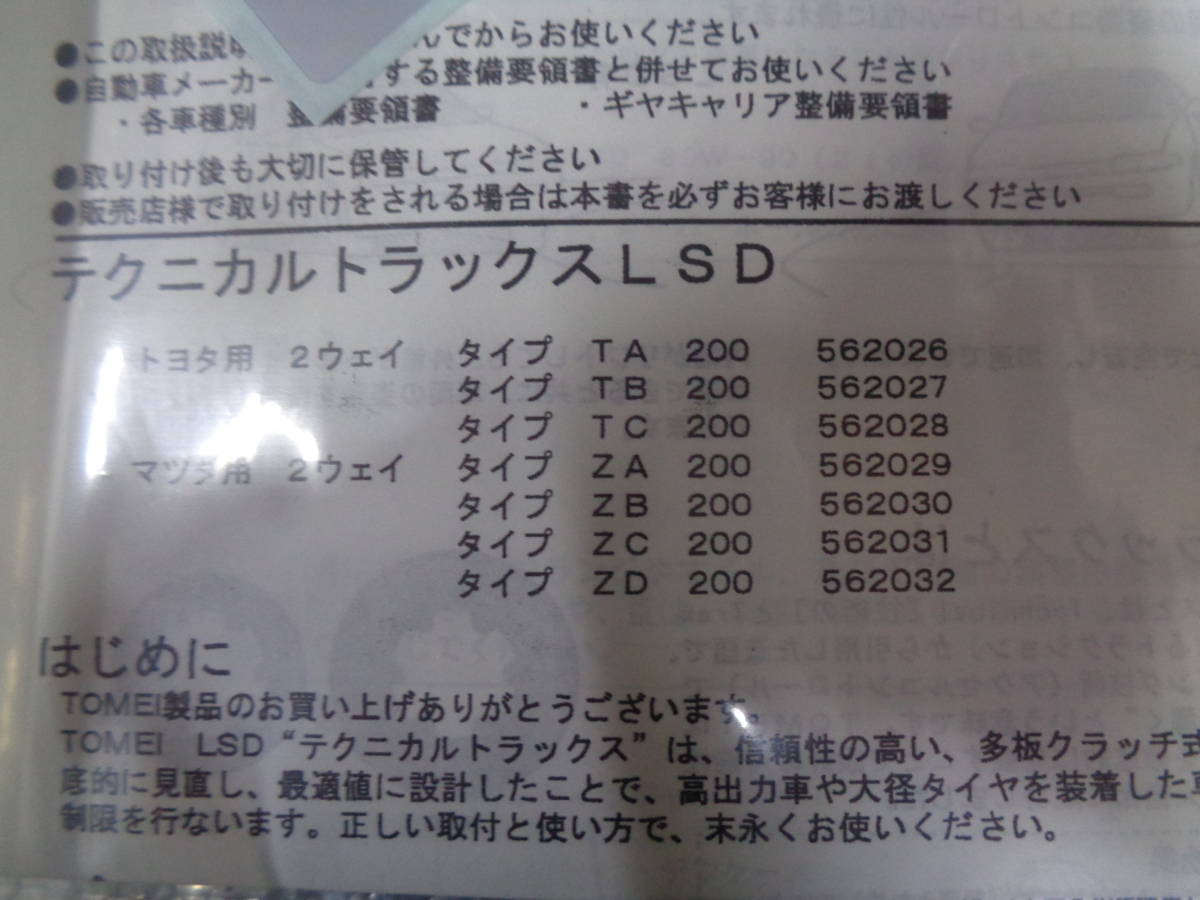 ●この取扱説 んでからお使いください
●自動車メーカー する整備要領書と併せてお使いください
・各車種別 整備要領書 ・ギヤキャリア整備要領書
●取り付け後も大切に保管してください
●販売店様で取り付けをされる場合は本書を必ずお客様にお渡しください
テクニカルトラックスLSD
トヨタ用 2ウェイ タイプ TA 200 562026
タイプ TB 200 562027
タイプ TC 200 562028
マツダ用 2ウェイ タイプ ZA 200 562029
タイプ ZB 200 562030
タイプ ZC 200 562031
タイプ ZD 200 562032
はじめに
TOMEI製品のお買い上げありがとうございます。
TOMEI LSD“テクニカルトラックス”は、信頼性の高い、多板クラッチ式
底的に見直し、最適値に設計したことで、高出力車や大径タイヤを装着した
制限を行ないます。正しい取付と使い方で、末永くお使いください。